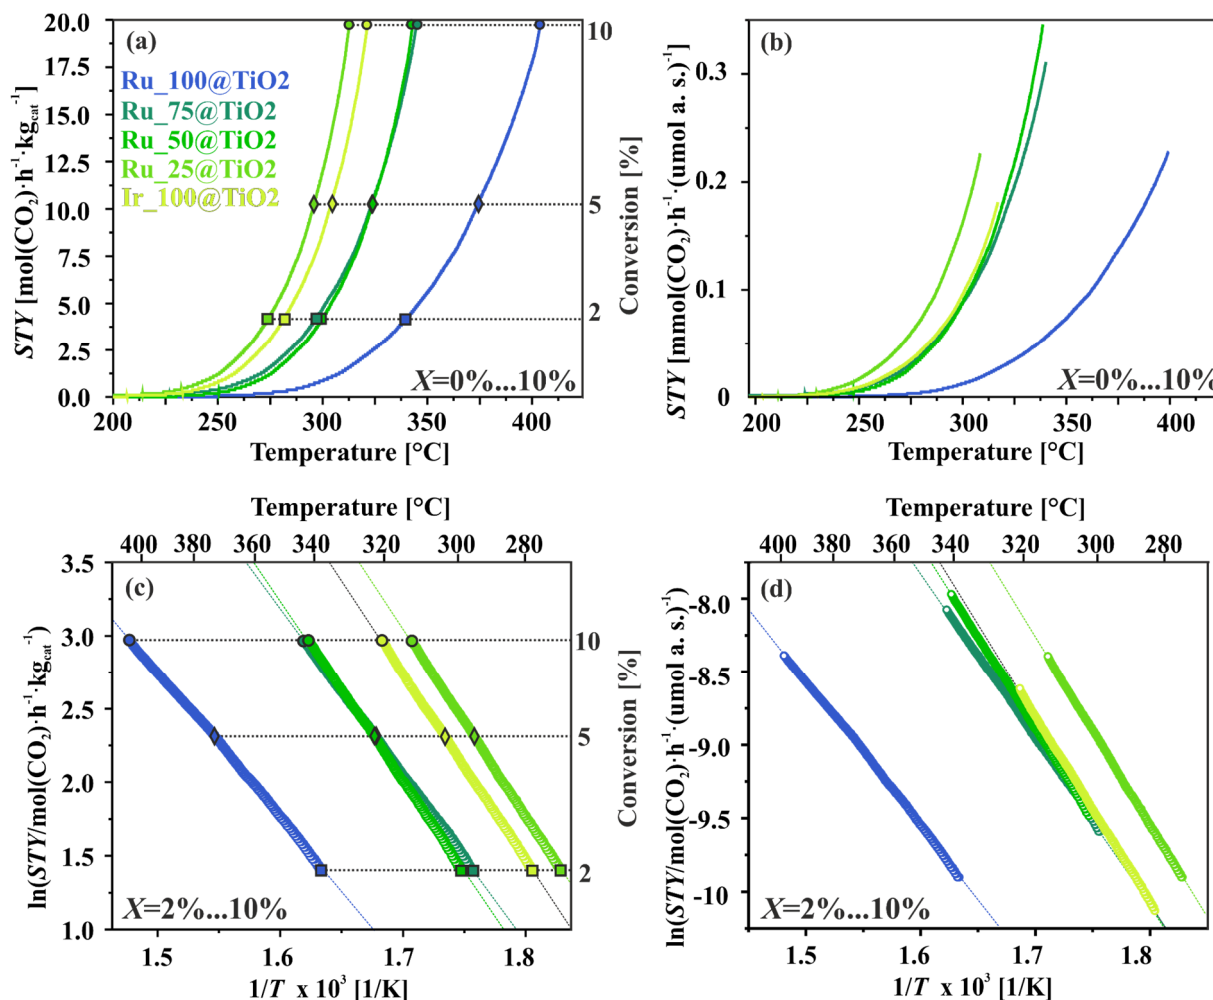 (a)
Ru_100@TiO2
Ru_75@TiO2
Ru_50@TiO2
Ru_25@TiO2
Ir_100@TiO2
20.0
17.5
15.0
12.5
10.0
7.5
5.0
2.5
0.0
STY [mol(CO₂)·h⁻¹·kg_cat⁻¹]
10
5
2
Conversion [%]
X=0%...10%
200 250 300 350 400
Temperature [°C]
(b)
0.3
0.2
0.1
0
STY [mmol(CO₂)·h⁻¹·(umol a. s.)⁻¹]
X=0%...10%
200 250 300 350 400
Temperature [°C]
Temperature [°C]
400 380 360 340 320 300 280
(c)
3.5
3.0
2.5
2.0
1.5
1.0
ln(STY/mol(CO₂)·h⁻¹·kg_cat⁻¹)
10
5
2
Conversion [%]
X=2%...10%
1.5 1.6 1.7 1.8
1/T x 10³ [1/K]
Temperature [°C]
400 380 360 340 320 300 280
(d)
-8.0
-8.5
-9.0
-9.5
-10
ln(STY/mol(CO₂)·h⁻¹·(umol a. s.)⁻¹)
X=2%...10%
1.5 1.6 1.7 1.8
1/T x 10³ [1/K]